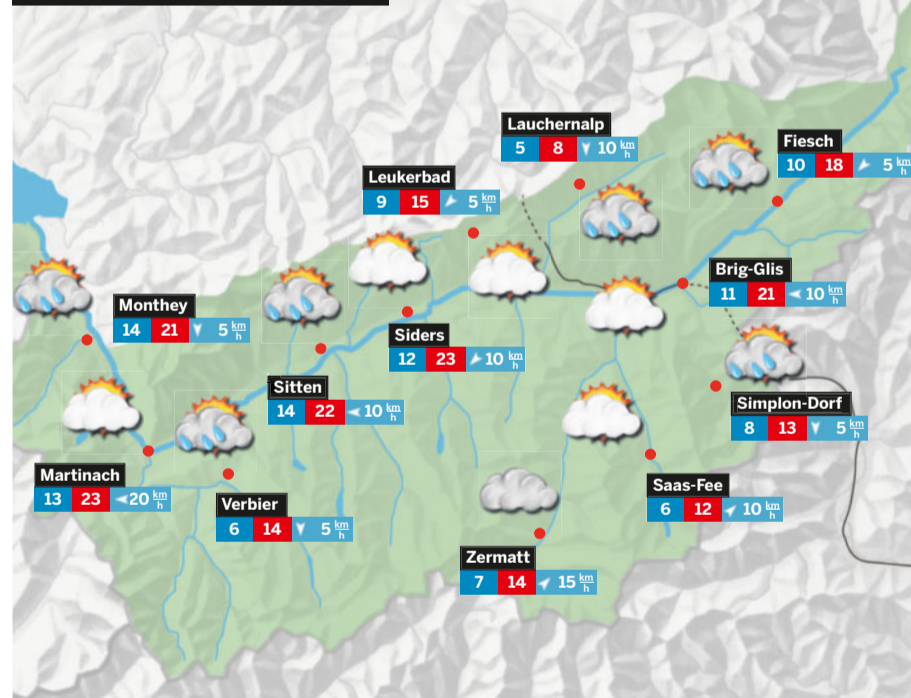 Lauchernalp
5 8 10 km/h
Fiesch
10 18 5 km/h
Leukerbad
9 15 5 km/h
Brig-Glis
11 21 10 km/h
Monthey
14 21 5 km/h
Siders
12 23 10 km/h
Sitten
14 22 10 km/h
Simplon-Dorf
8 13 5 km/h
Martinach
13 23 20 km/h
Saas-Fee
6 12 10 km/h
Verbier
6 14 5 km/h
Zermatt
7 14 15 km/h